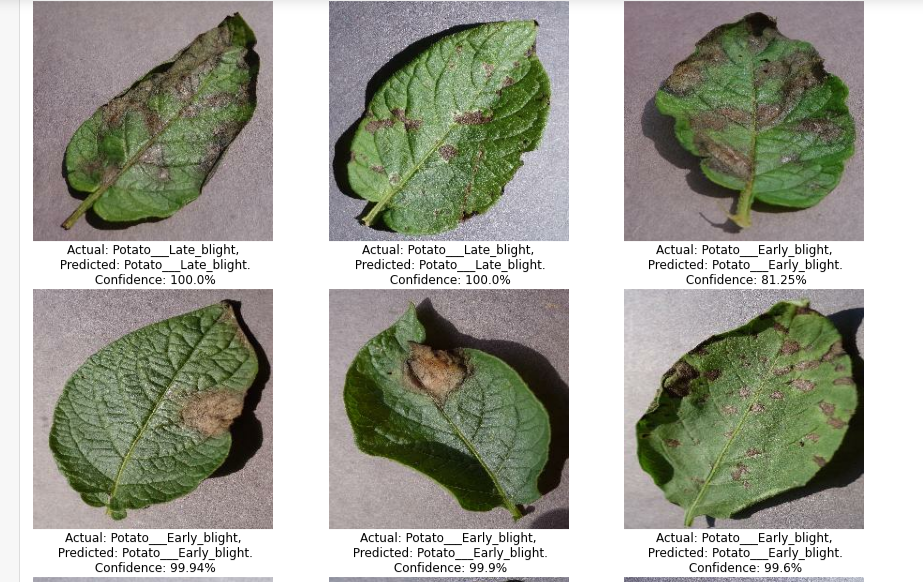 Actual: Potato___Late_blight,
Predicted: Potato___Late_blight.
Confidence: 100.0%
Actual: Potato___Late_blight,
Predicted: Potato___Late_blight.
Confidence: 100.0%
Actual: Potato___Early_blight,
Predicted: Potato___Early_blight.
Confidence: 81.25%
Actual: Potato___Early_blight,
Predicted: Potato___Early_blight.
Confidence: 99.94%
Actual: Potato___Early_blight,
Predicted: Potato___Early_blight.
Confidence: 99.9%
Actual: Potato___Early_blight,
Predicted: Potato___Early_blight.
Confidence: 99.6%